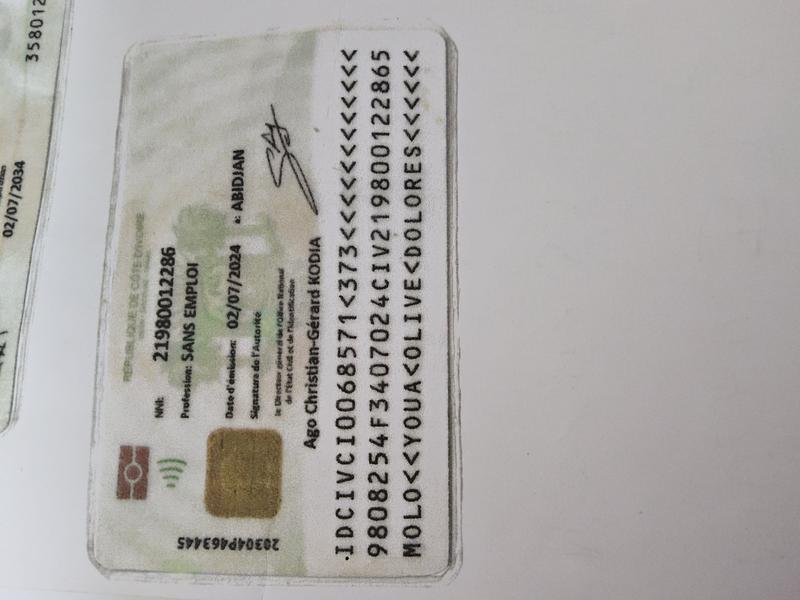 358012
02/07/2034
REPUBLIQUE DE CÔTE D'IVOIRE
NNI: 21980012286
Profession: SANS EMPLOI
Date d'émission: 02/07/2024 à: ABIDJAN
Signature de l'Autorité
le Directeur général de l'Office National
de l'Etat Civil et de l'Identification
Ago Christian-Gérard KODIA
20304P463445
IDCIVCI0068571<373<<<<<<<<<<<<
9808254F3407024CIV219800122865
MOLO<<YOUA<OLIVE<DOLORES<<<<<<